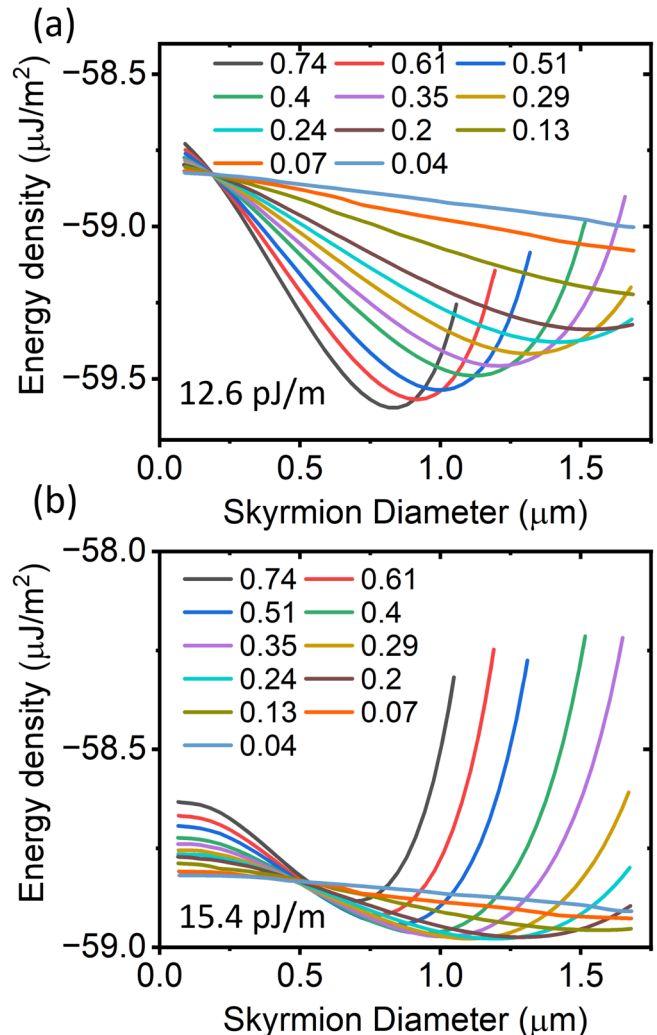 (a)
−58.5
−59.0
−59.5
Energy density (μJ/m²)
0.74 0.61 0.51
0.4 0.35 0.29
0.24 0.2 0.13
0.07 0.04
12.6 pJ/m
0.0 0.5 1.0 1.5
Skyrmion Diameter (μm)
(b)
−58.0
−58.5
−59.0
Energy density (μJ/m²)
0.74 0.61
0.51 0.4
0.35 0.29
0.24 0.2
0.13 0.07
0.04
15.4 pJ/m
0.0 0.5 1.0 1.5
Skyrmion Diameter (μm)